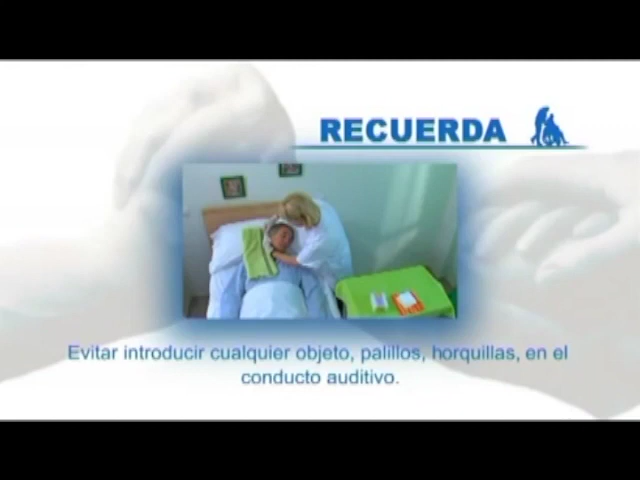 RECUERDA
Evitar introducir cualquier objeto, palillos, horquillas, en el
conducto auditivo.